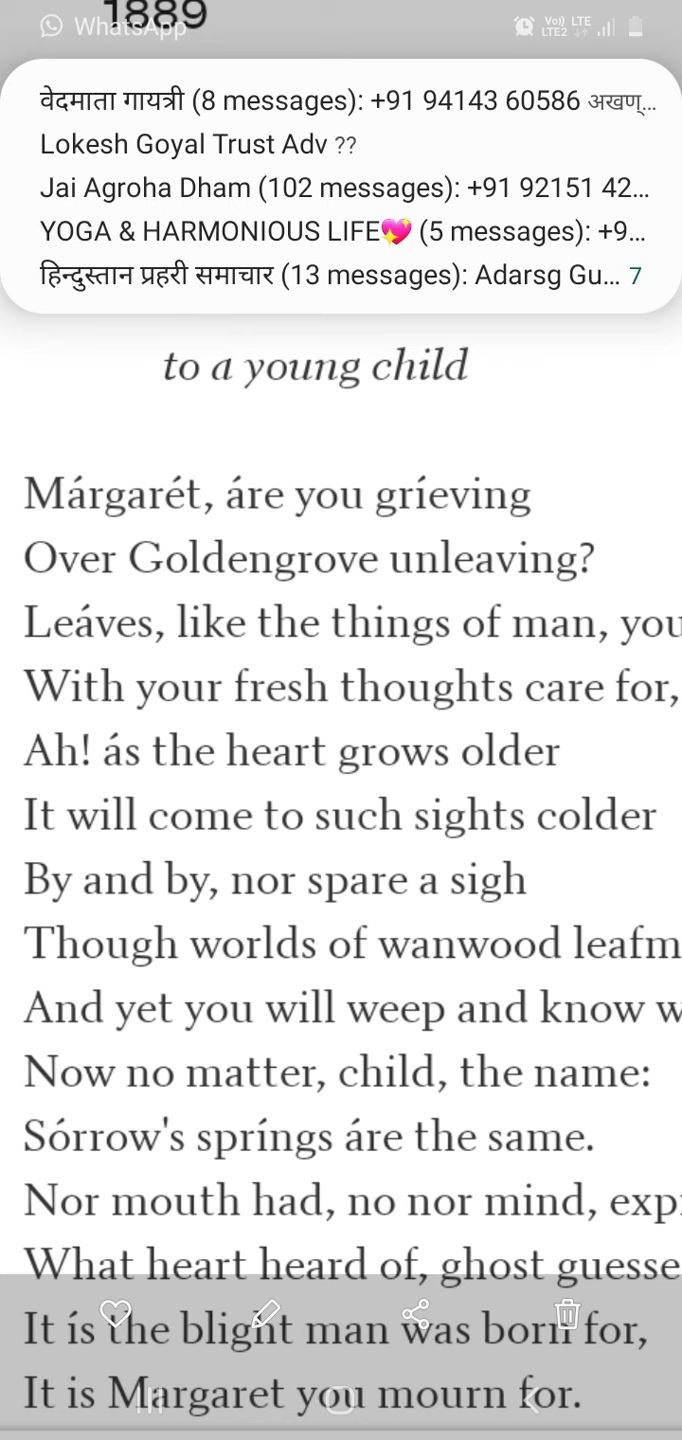 1889
WhatsApp
Vo)) LTE
LTE2
वेदमाता गायत्री (8 messages): +91 94143 60586 अखण्...
Lokesh Goyal Trust Adv ??
Jai Agroha Dham (102 messages): +91 92151 42...
YOGA & HARMONIOUS LIFE💖 (5 messages): +9...
हिन्दुस्तान प्रहरी समाचार (13 messages): Adarsg Gu... 7
to a young child
Márgarét, áre you gríeving
Over Goldengrove unleaving?
Leáves, like the things of man, you
With your fresh thoughts care for,
Ah! ás the heart grows older
It will come to such sights colder
By and by, nor spare a sigh
Though worlds of wanwood leafm
And yet you will weep and know w
Now no matter, child, the name:
Sórrow's spríngs áre the same.
Nor mouth had, no nor mind, exp
What heart heard of, ghost guesse
It ís the blight man was born for,
It is Margaret you mourn for.